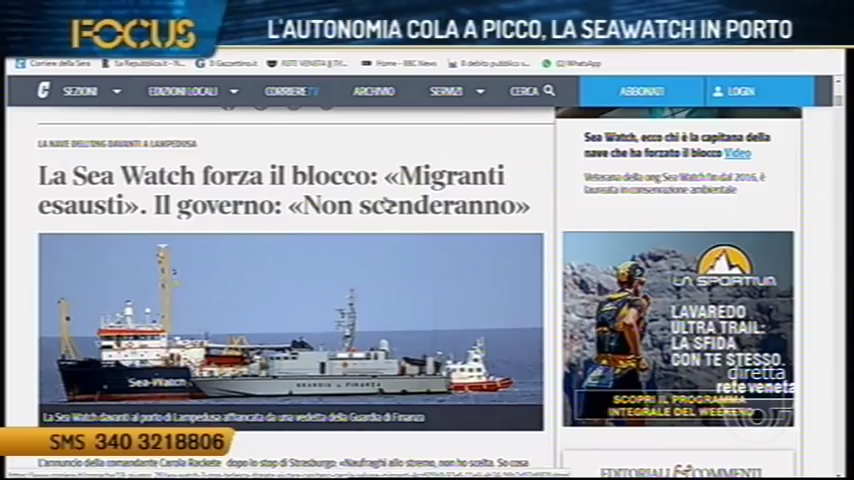 FOCUS
L'AUTONOMIA COLA A PICCO, LA SEAWATCH IN PORTO
Corriere della Sera
La Repubblica.it - N...
Il Gazzettino.it
RETE VENETA || TV...
Home - BBC News
Il debito pubblico s...
(2) WhatsApp
SEZIONI
EDIZIONI LOCALI
CORRIERETV
ARCHIVIO
SERVIZI
CERCA
ABBONATI
LOGIN
LA NAVE DELL'ONG DAVANTI A LAMPEDUSA
La Sea Watch forza il blocco: «Migranti
esausti». Il governo: «Non scenderanno»
Sea-Watch
GUARDIA DI FINANZA
La Sea Watch davanti al porto di Lampedusa affiancata da una vedetta della Guardia di Finanza
L'annuncio della comandante Carola Rackete dopo lo stop di Strasburgo: «Naufraghi allo stremo, non ho scelta. So cosa
Sea Watch, ecco chi è la capitana della
nave che ha forzato il blocco Video
Veterana della ong Sea Watch fin dal 2016, è
laureata in conservazione ambientale
LA SPORTIVA
LAVAREDO
ULTRA TRAIL:
LA SFIDA
CON TE STESSO.
SCOPRI IL PROGRAMMA
INTEGRALE DEL WEEKEND
diretta
reteveneta
EDITORIALI & COMMENTI
SMS 340 3218806